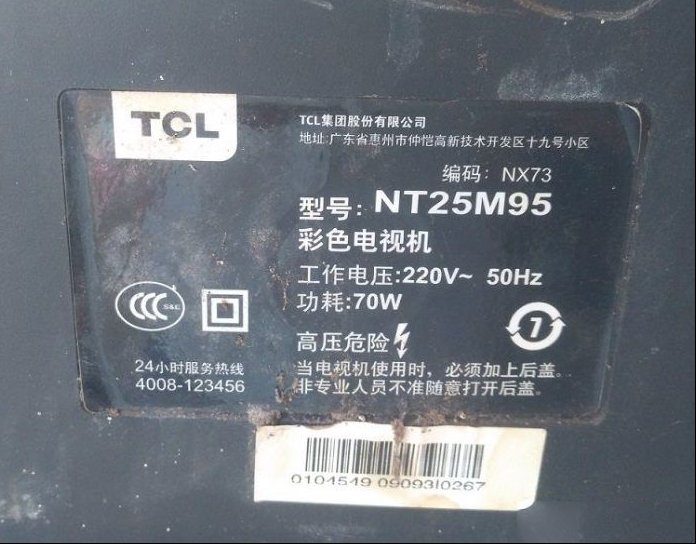 TCL
TCL集团股份有限公司
地址:广东省惠州市仲恺高新技术开发区十九号小区
编码: NX73
型号: NT25M95
彩色电视机
工作电压:220V~ 50Hz
功耗:70W
高压危险
当电视机使用时，必须加上后盖。
非专业人员不准随意打开后盖。
CCC S&E
7
24小时服务热线
4008-123456
0104549 09093I0267